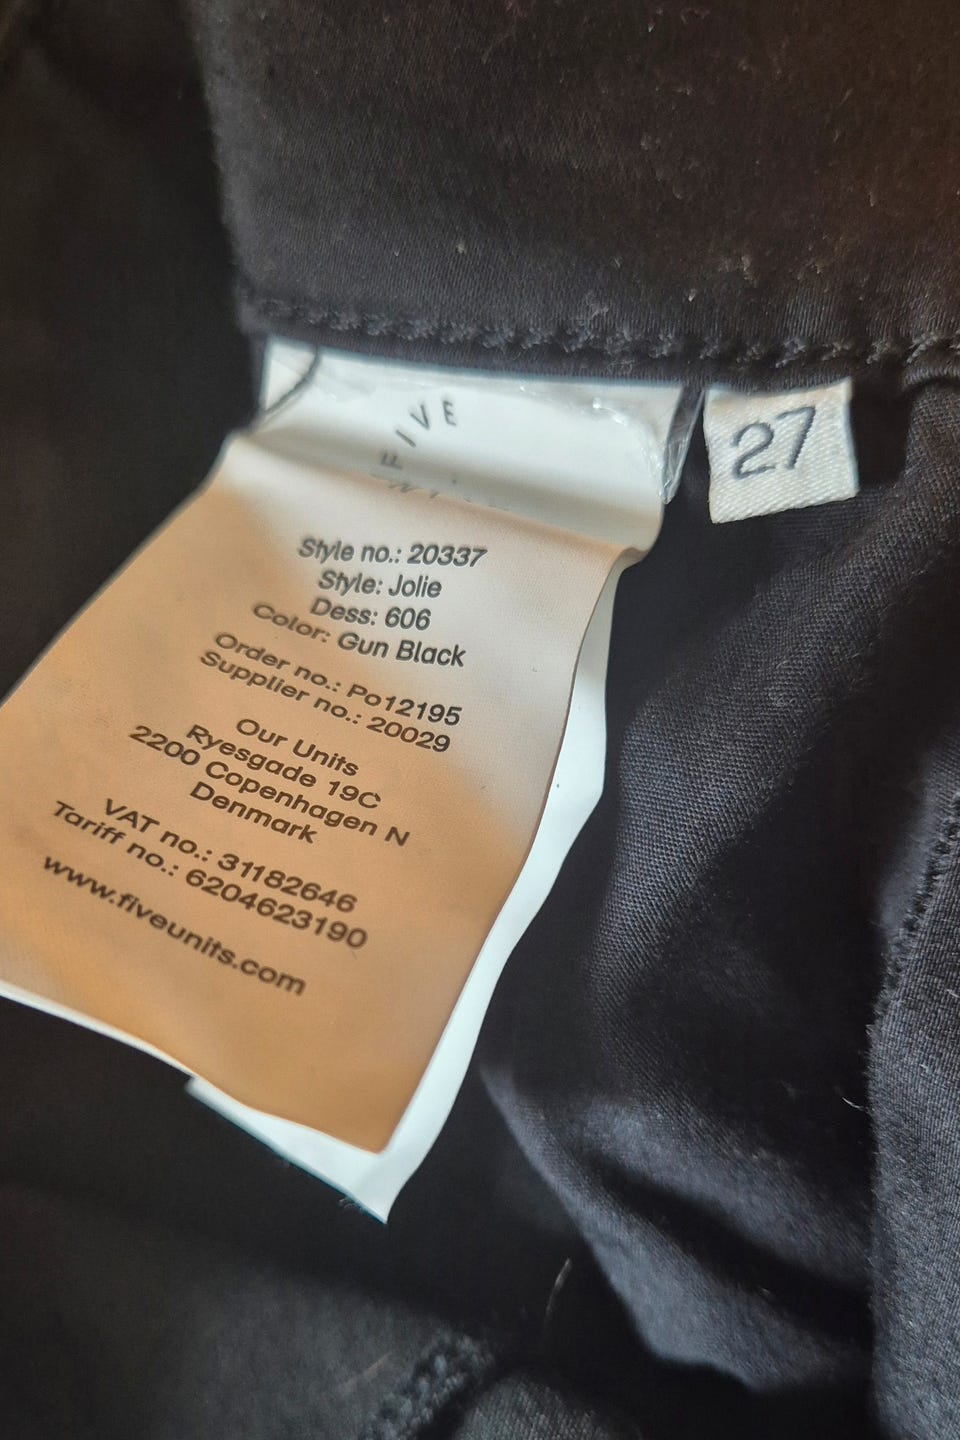 FIVE
27
Style no.: 20337
Style: Jolie
Dess: 606
Color: Gun Black
Order no.: Po12195
Supplier no.: 20029
Our Units
Ryesgade 19C
2200 Copenhagen N
Denmark
VAT no.: 31182646
Tariff no.: 6204623190
www.fiveunits.com